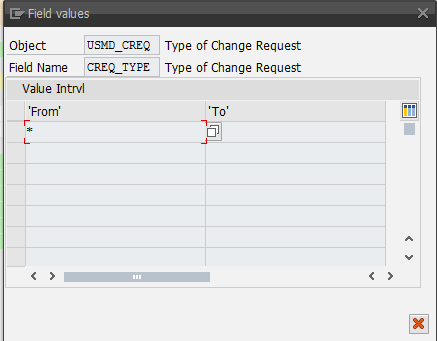 Field values
Object USMD_CREQ Type of Change Request
Field Name CREQ_TYPE Type of Change Request
Value Intrvl
'From' 'To'
*